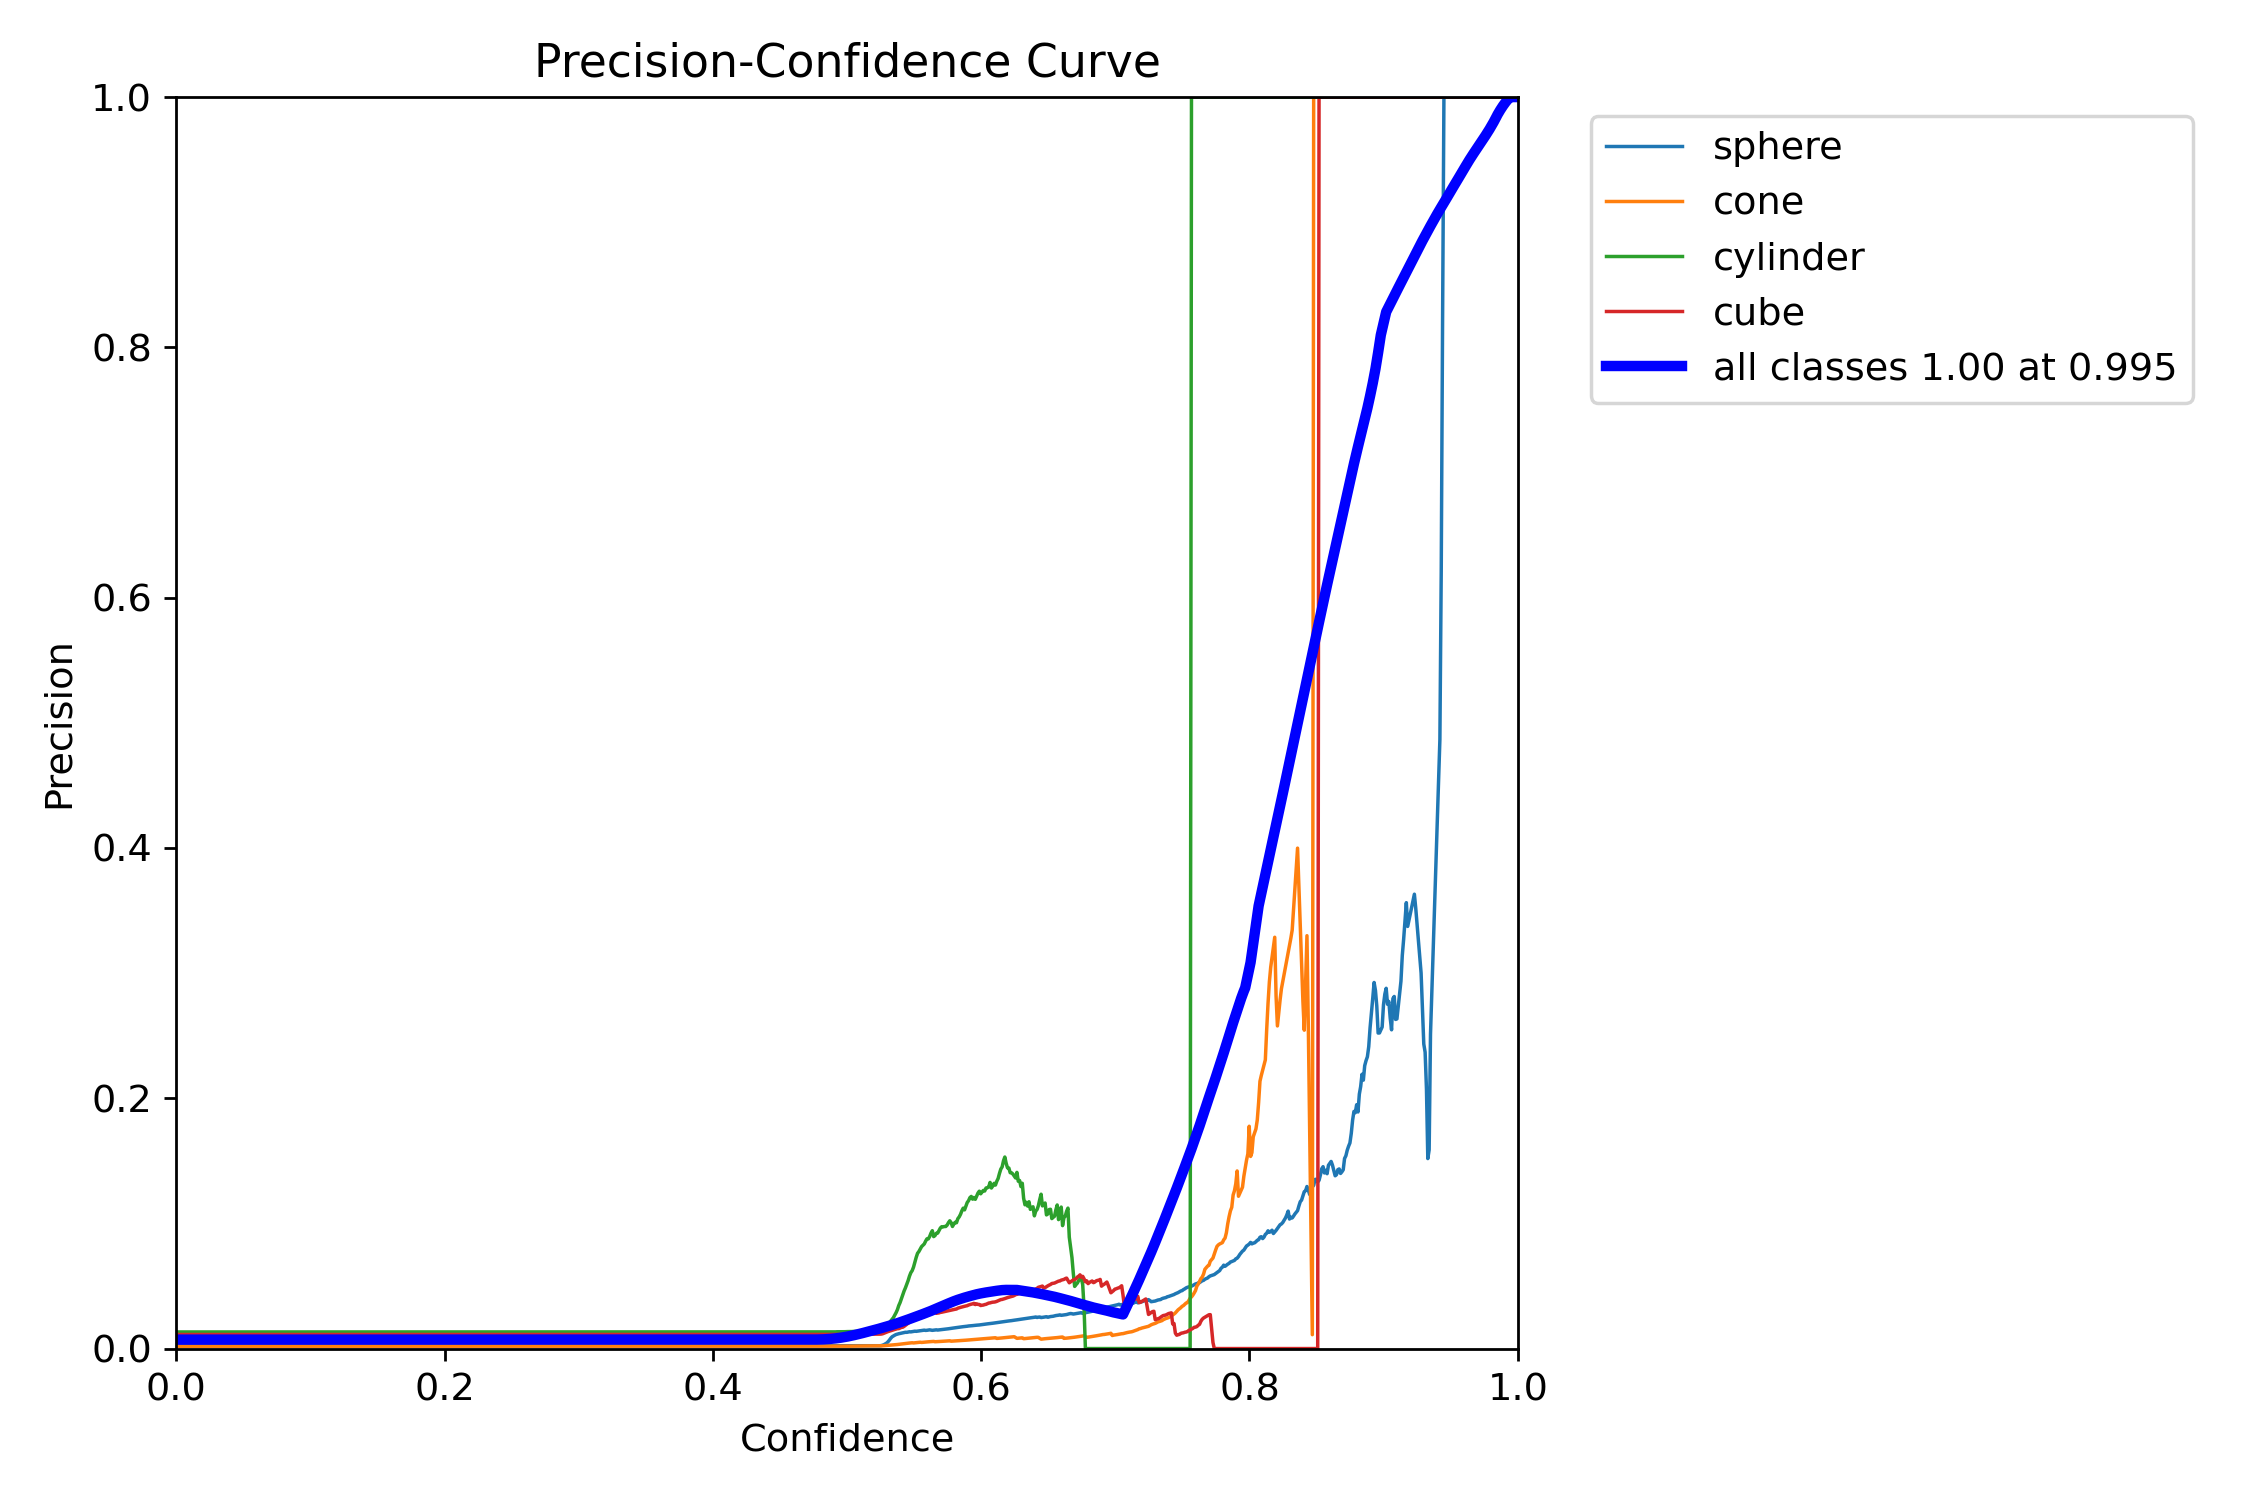 Precision-Confidence Curve
1.0
0.8
0.6
0.4
0.2
0.0
Precision
0.0 0.2 0.4 0.6 0.8 1.0
Confidence
sphere
cone
cylinder
cube
all classes 1.00 at 0.995